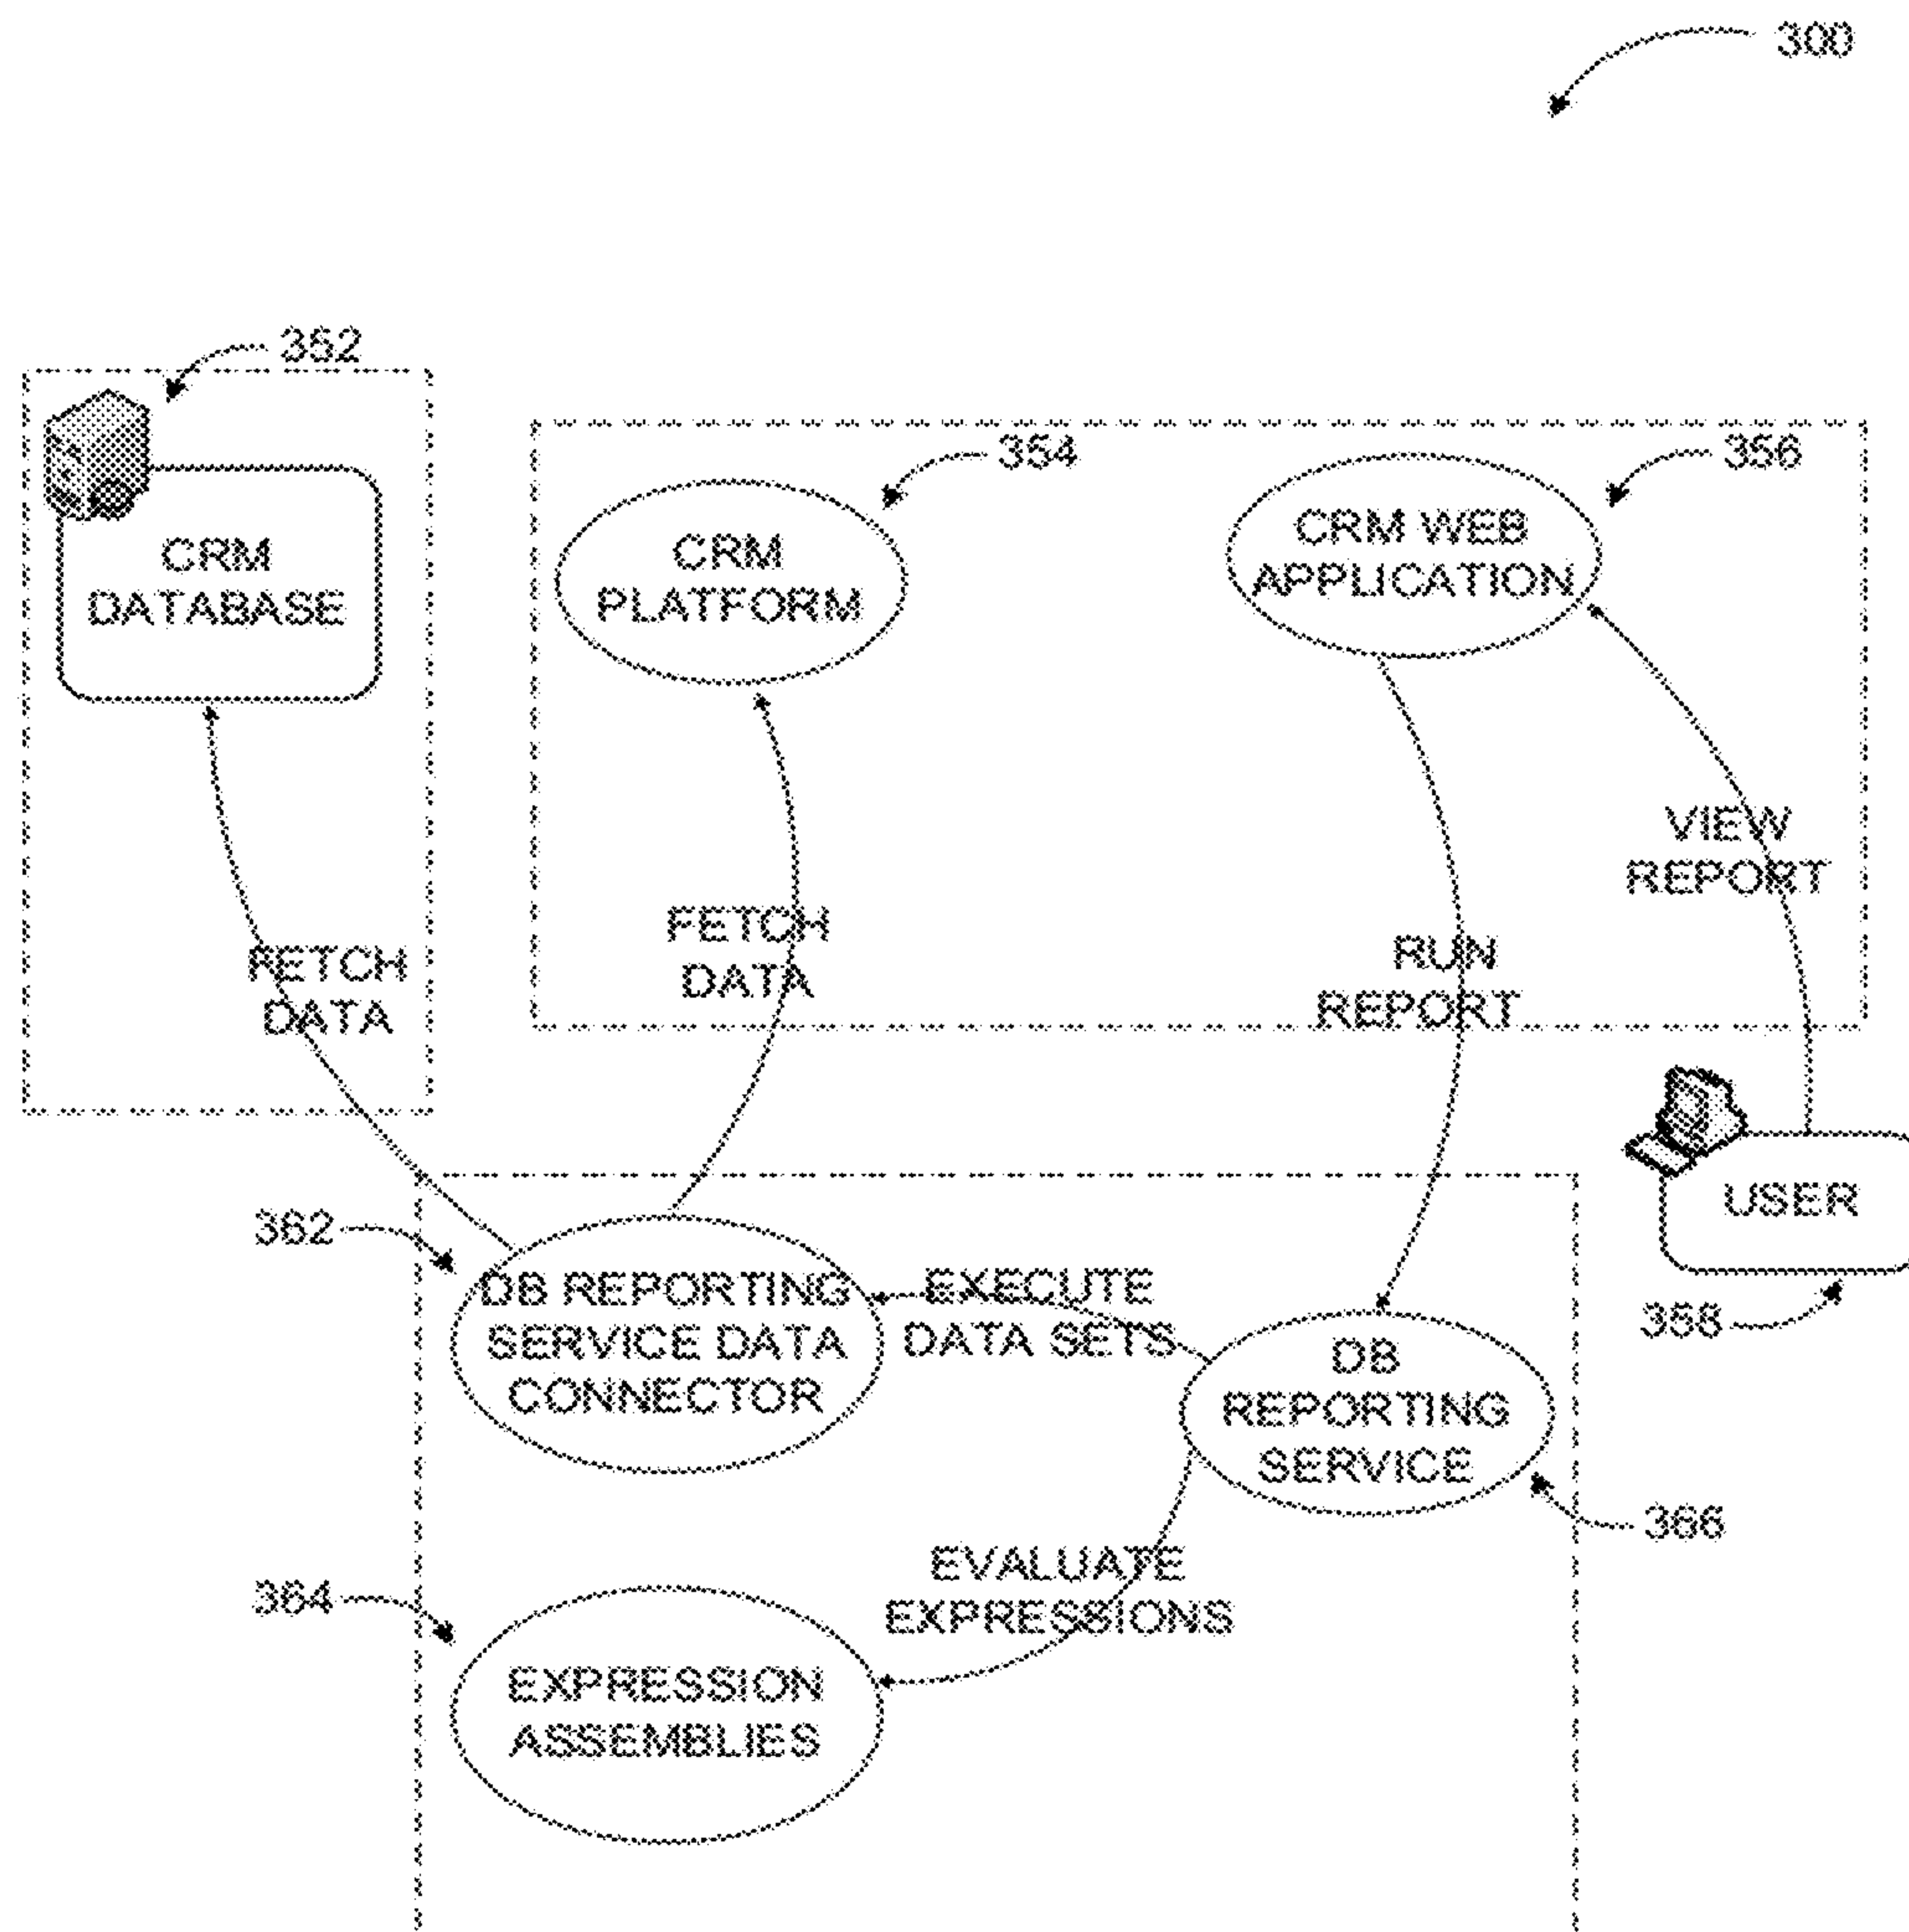 300
352
354
356
CRM
DATABASE
CRM
PLATFORM
CRM WEB
APPLICATION
VIEW
REPORT
FETCH
DATA
FETCH
DATA
RUN
REPORT
USER
358
362
DB REPORTING
SERVICE DATA
CONNECTOR
EXECUTE
DATA SETS
DB
REPORTING
SERVICE
366
EVALUATE
EXPRESSIONS
364
EXPRESSION
ASSEMBLIES